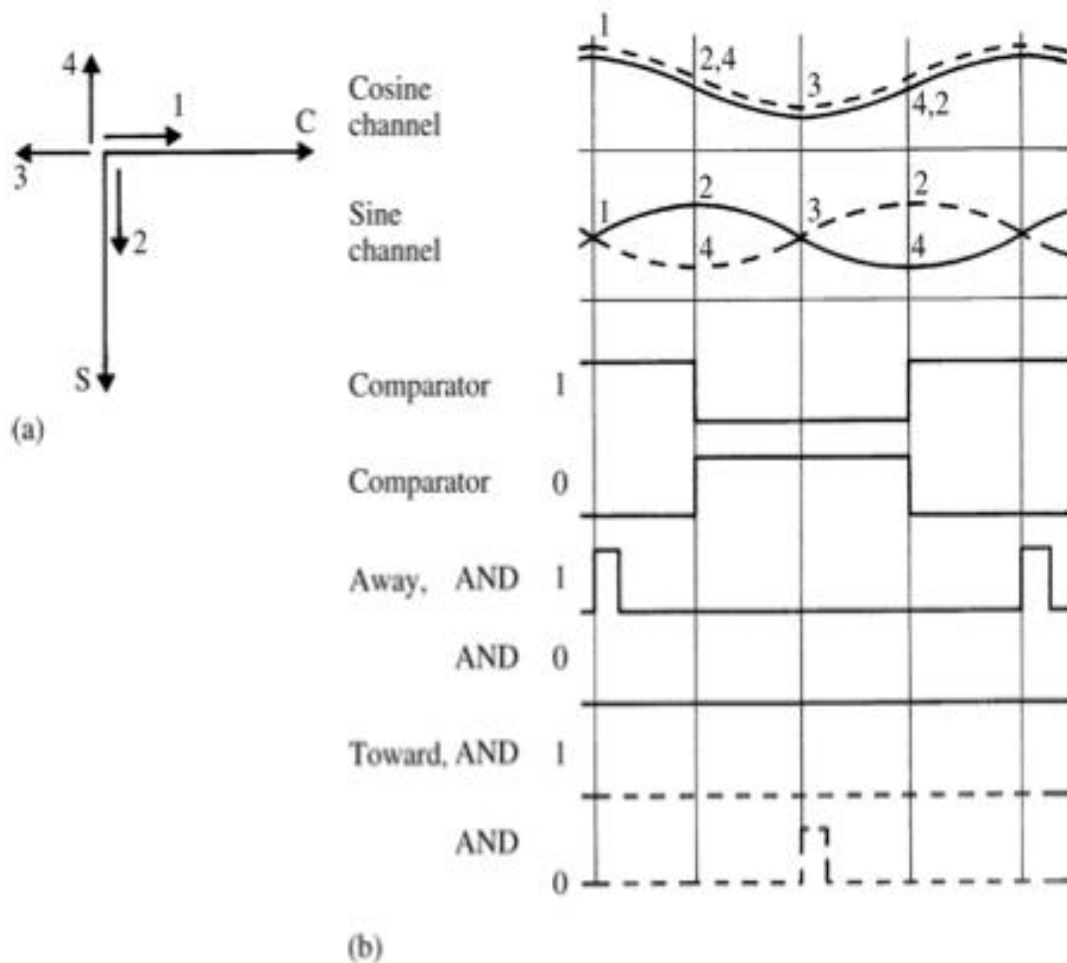 4
1
C
3
2
S
(a)
Cosine
channel
1
2,4
3
4,2
Sine
channel
1
2
4
3
2
4
Comparator 1
Comparator 0
Away, AND 1
AND 0
Toward, AND 1
AND
0
(b)